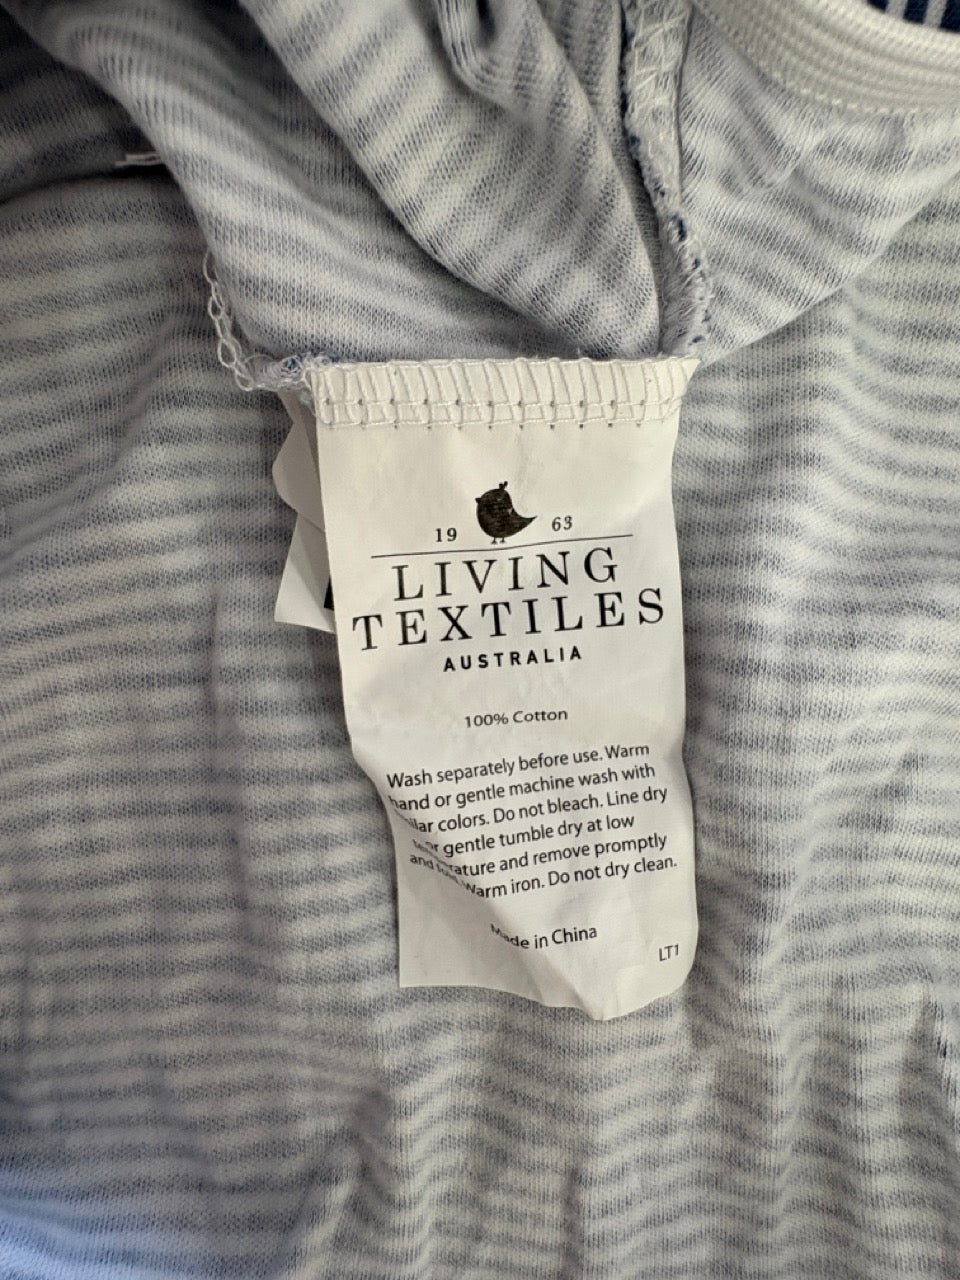 19 63
LIVING
TEXTILES
AUSTRALIA
100% Cotton
Wash separately before use. Warm
hand or gentle machine wash with
colors. Do not bleach. Line dry
or gentle tumble dry at low
and remove promptly
and Warm iron. Do not dry clean.
Made in China
LT1